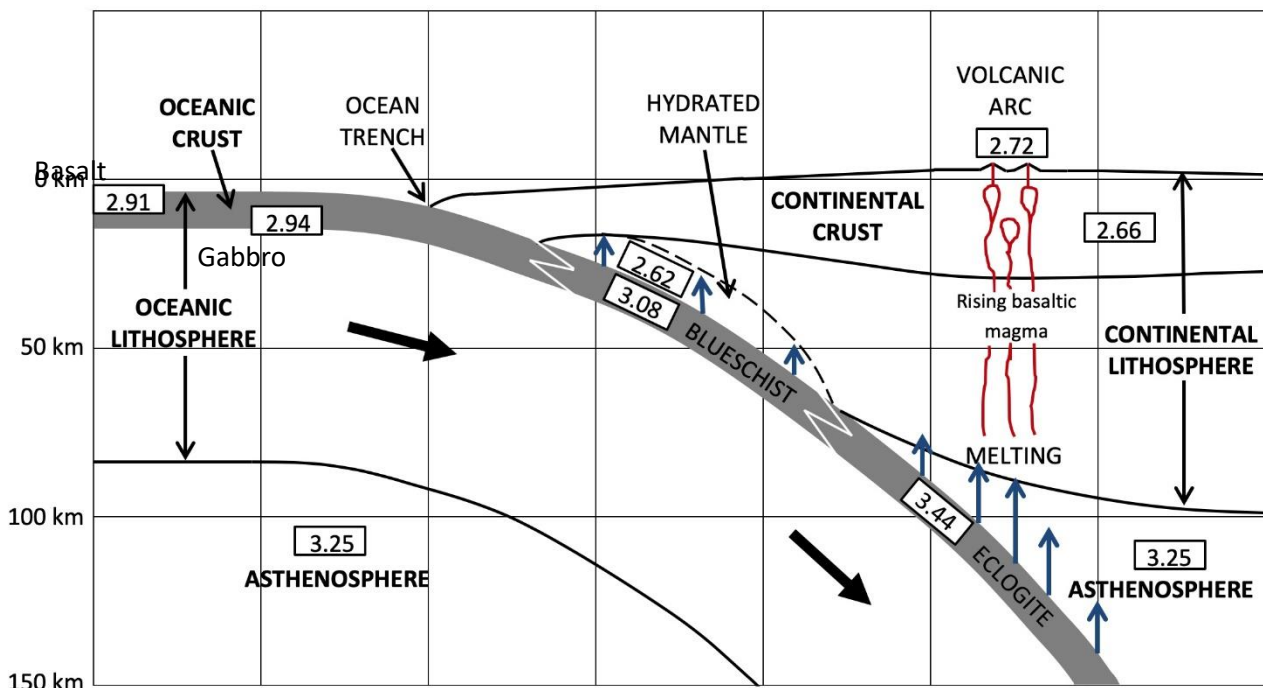 VOLCANIC
ARC
2.72
OCEANIC
CRUST
OCEAN
TRENCH
HYDRATED
MANTLE
Basalt
0 km
2.91
2.94
Gabbro
CONTINENTAL
CRUST
2.66
2.62
3.08
BLUESCHIST
OCEANIC
LITHOSPHERE
Rising basaltic
magma
CONTINENTAL
LITHOSPHERE
50 km
MELTING
100 km
3.44
ECLOGITE
3.25
ASTHENOSPHERE
3.25
ASTHENOSPHERE
150 km